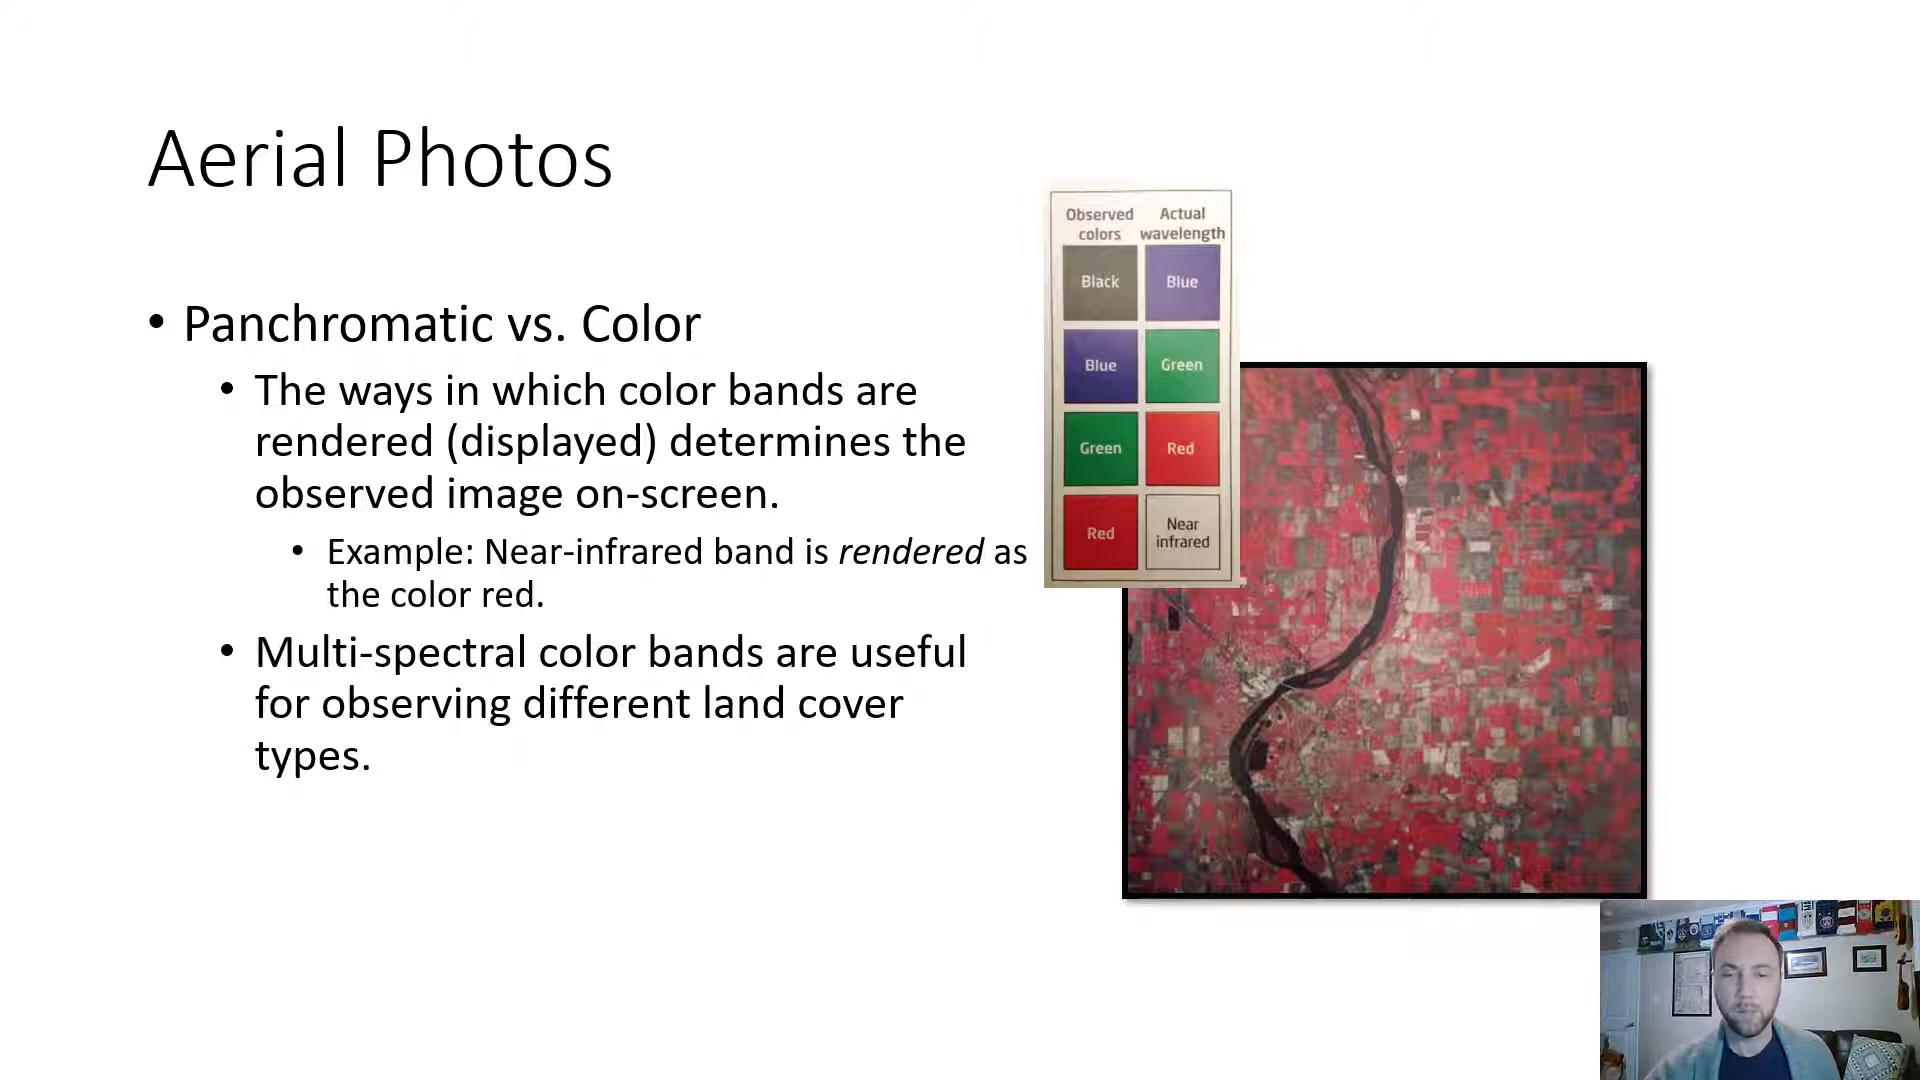 Aerial Photos
• Panchromatic vs. Color
• The ways in which color bands are
rendered (displayed) determines the
observed image on-screen.
• Example: Near-infrared band is rendered as
the color red.
• Multi-spectral color bands are useful
for observing different land cover
types.
Observed Actual
colors wavelength
Black Blue
Blue Green
Green Red
Red Near
infrared